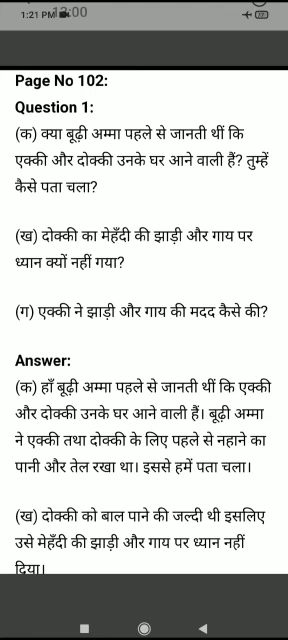 1:21 PM
Page No 102:
Question 1:
(क) क्या बूढ़ी अम्मा पहले से जानती थीं कि
एक्की और दोक्की उनके घर आने वाली हैं? तुम्हें
कैसे पता चला?
(ख) दोक्की का मेहँदी की झाड़ी और गाय पर
ध्यान क्यों नहीं गया?
(ग) एक्की ने झाड़ी और गाय की मदद कैसे की?
Answer:
(क) हाँ बूढ़ी अम्मा पहले से जानती थीं कि एक्की
और दोक्की उनके घर आने वाली हैं। बूढ़ी अम्मा
ने एक्की तथा दोक्की के लिए पहले से नहाने का
पानी और तेल रखा था। इससे हमें पता चला।
(ख) दोक्की को बाल पाने की जल्दी थी इसलिए
उसे मेहँदी की झाड़ी और गाय पर ध्यान नहीं
दिया।